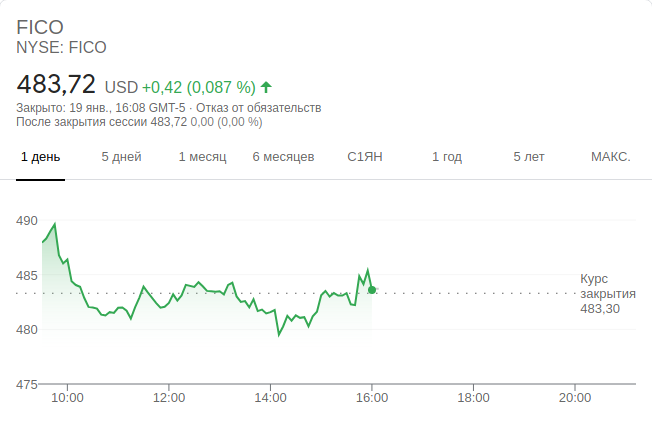 FICO
NYSE: FICO
483,72 USD +0,42 (0,087 %)
Закрыто: 19 янв., 16:08 GMT-5 · Отказ от обязательств
После закрытия сессии 483,72 0,00 (0,00 %)
1 день 5 дней 1 месяц 6 месяцев С1ЯН 1 год 5 лет МАКС.
490
485
Курс
закрытия
483,30
480
475
10:00 12:00 14:00 16:00 18:00 20:00